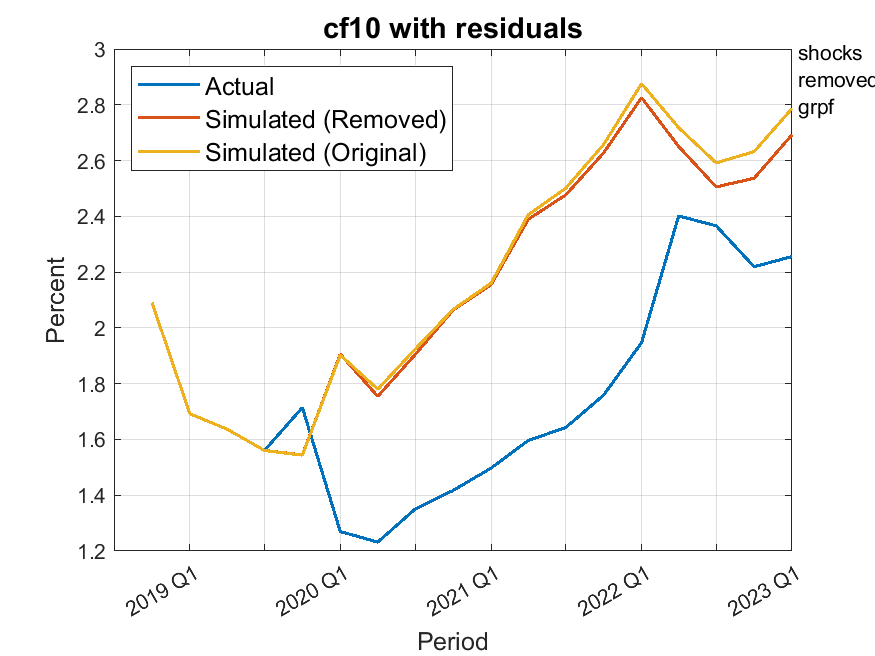 cf10 with residuals
3
2.8
2.6
2.4
2.2
2
1.8
1.6
1.4
1.2
Percent
Actual
Simulated (Removed)
Simulated (Original)
shocks
removed
grpf
2019 Q1
2020 Q1
2021 Q1
2022 Q1
2023 Q1
Period